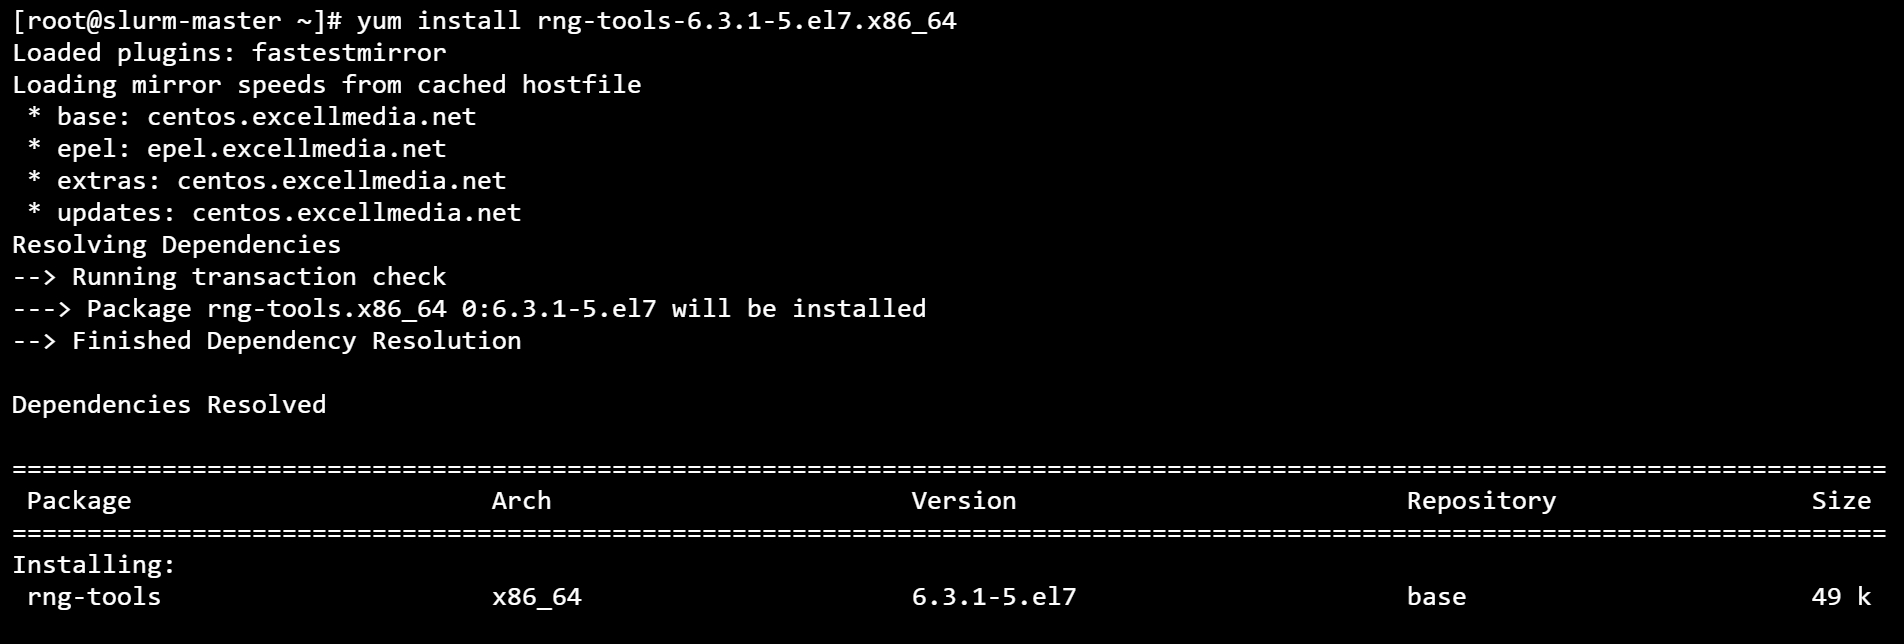 [root@slurm-master ~]# yum install rng-tools-6.3.1-5.el7.x86_64
Loaded plugins: fastestmirror
Loading mirror speeds from cached hostfile
 * base: centos.excellmedia.net
 * epel: epel.excellmedia.net
 * extras: centos.excellmedia.net
 * updates: centos.excellmedia.net
Resolving Dependencies
--> Running transaction check
---> Package rng-tools.x86_64 0:6.3.1-5.el7 will be installed
--> Finished Dependency Resolution

Dependencies Resolved

=============================================================================================================================
 Package                        Arch                        Version                          Repository                 Size
=============================================================================================================================
Installing:
 rng-tools                      x86_64                      6.3.1-5.el7                      base                       49 k